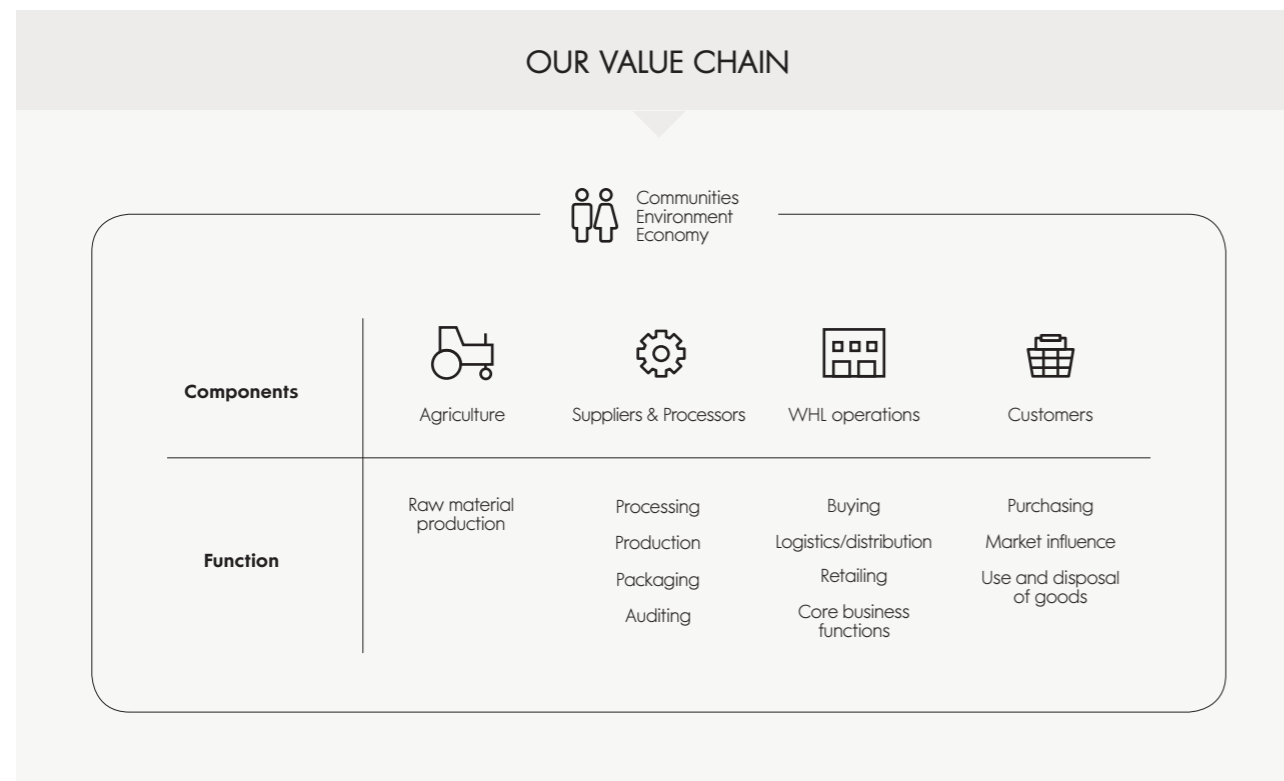 OUR VALUE CHAIN
Communities
Environment
Economy
Components
Agriculture
Suppliers & Processors
WHL operations
Customers
Function
Raw material
production
Processing
Production
Packaging
Auditing
Buying
Logistics/distribution
Retailing
Core business
functions
Purchasing
Market influence
Use and disposal
of goods